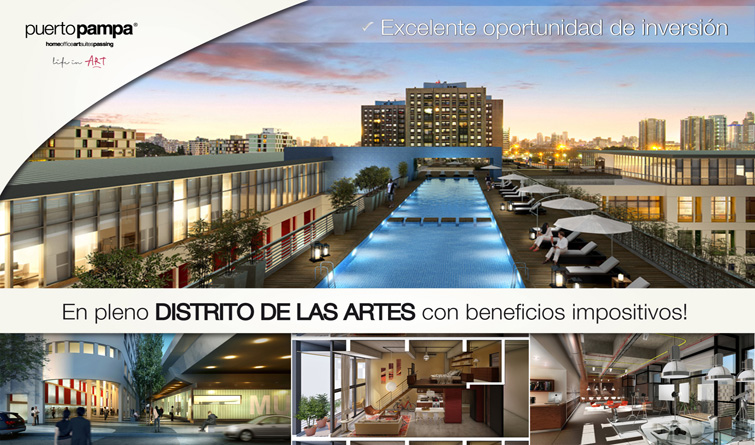 puertopampa®
homeofficeartsuitespassing
life in ART
✓ Excelente oportunidad de inversión
En pleno DISTRITO DE LAS ARTES con beneficios impositivos!
M